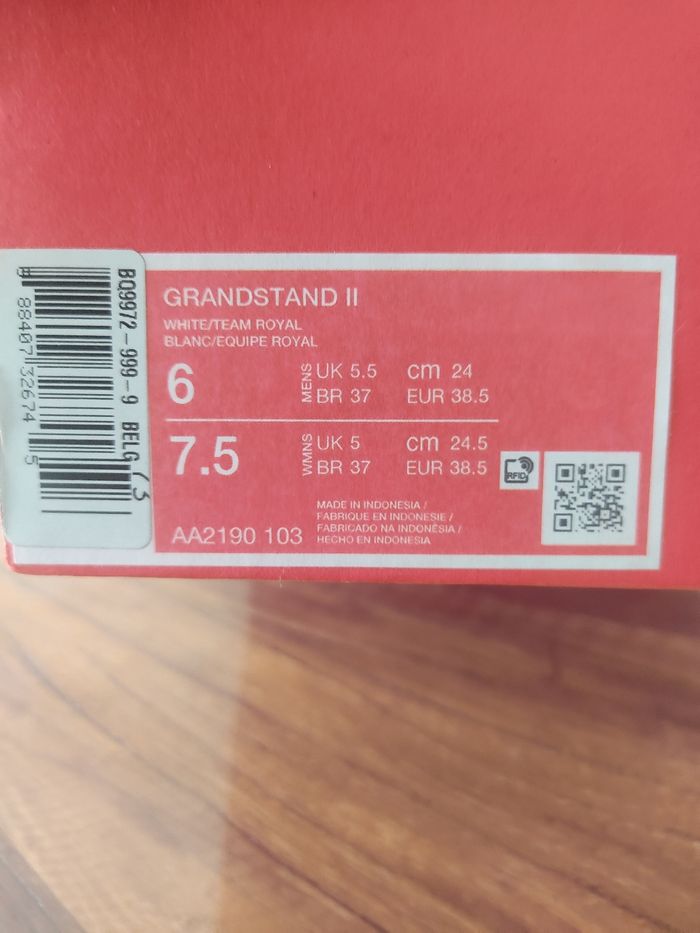 BQ9972-999-9 BELG
7.5
GRANDSTAND II
WHITE/TEAM ROYAL
BLANC/EQUIPE ROYAL
6
MENS
UK 5.5 cm 24
BR 37 EUR 38.5
7.5
WMNS
UK 5 cm 24.5
BR 37 EUR 38.5
RFID
AA2190 103
MADE IN INDONESIA /
FABRIQUE EN INDONESIE /
FABRICADO NA INDONÉSIA /
HECHO EN INDONESIA